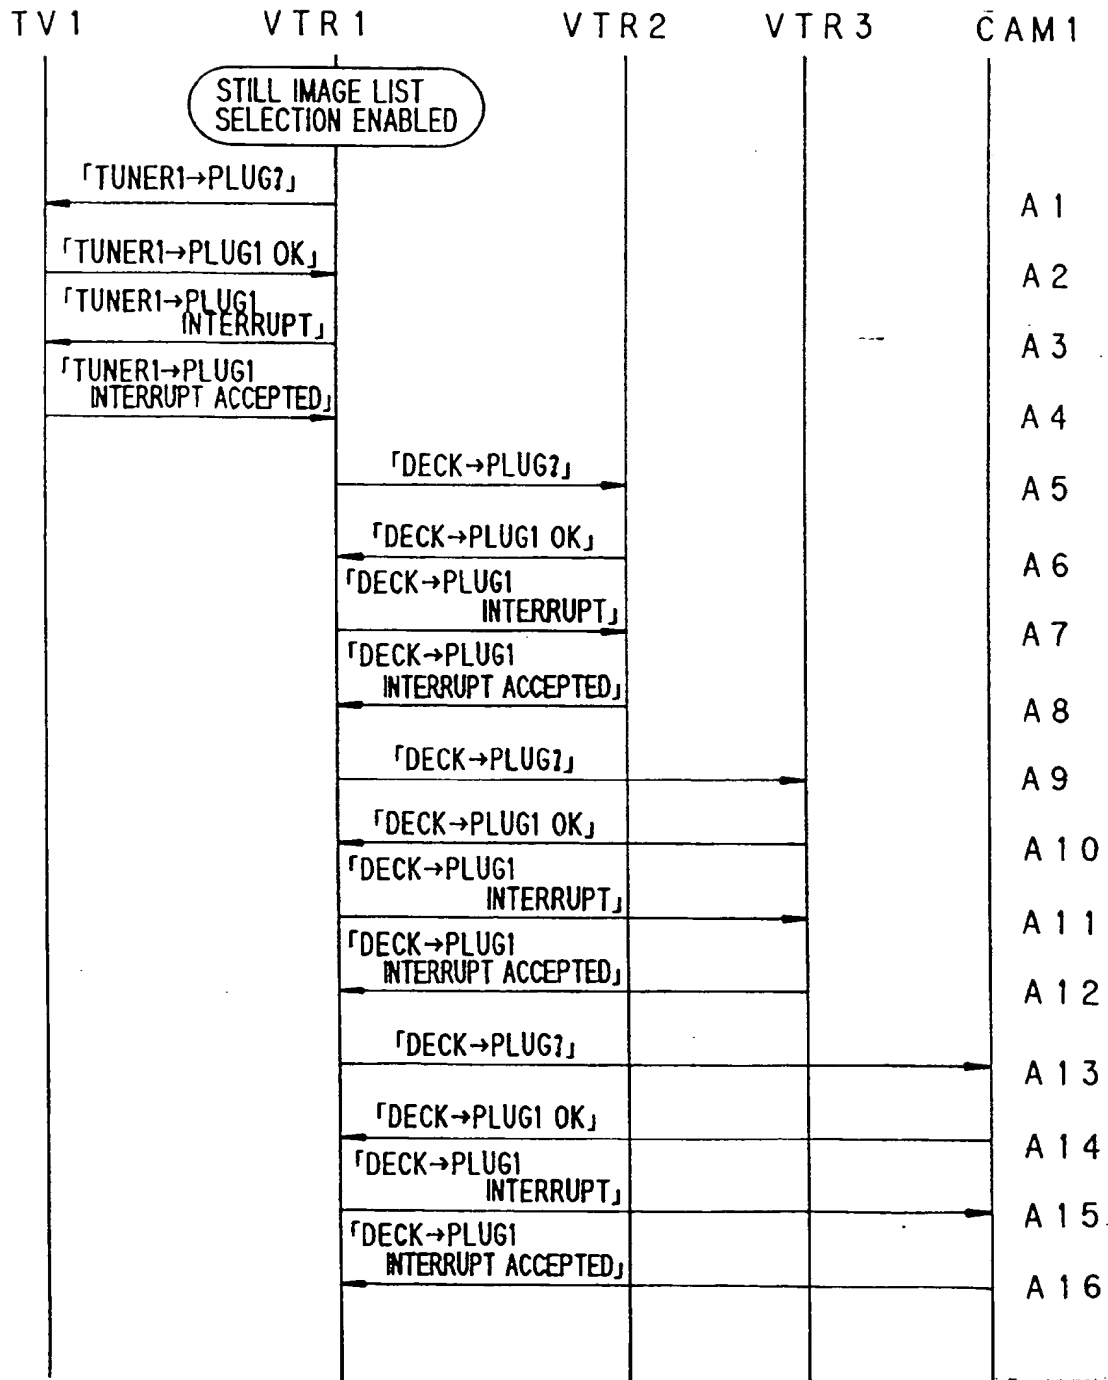 TV1 VTR1 VTR2 VTR3 CAM1
STILL IMAGE LIST
SELECTION ENABLED
「TUNER1→PLUG?」
A1
「TUNER1→PLUG1 OK」
A2
「TUNER1→PLUG1
INTERRUPT」
A3
「TUNER1→PLUG1
INTERRUPT ACCEPTED」
A4
「DECK→PLUG?」
A5
「DECK→PLUG1 OK」
A6
「DECK→PLUG1
INTERRUPT」
A7
「DECK→PLUG1
INTERRUPT ACCEPTED」
A8
「DECK→PLUG?」
A9
「DECK→PLUG1 OK」
A10
「DECK→PLUG1
INTERRUPT」
A11
「DECK→PLUG1
INTERRUPT ACCEPTED」
A12
「DECK→PLUG?」
A13
「DECK→PLUG1 OK」
A14
「DECK→PLUG1
INTERRUPT」
A15
「DECK→PLUG1
INTERRUPT ACCEPTED」
A16